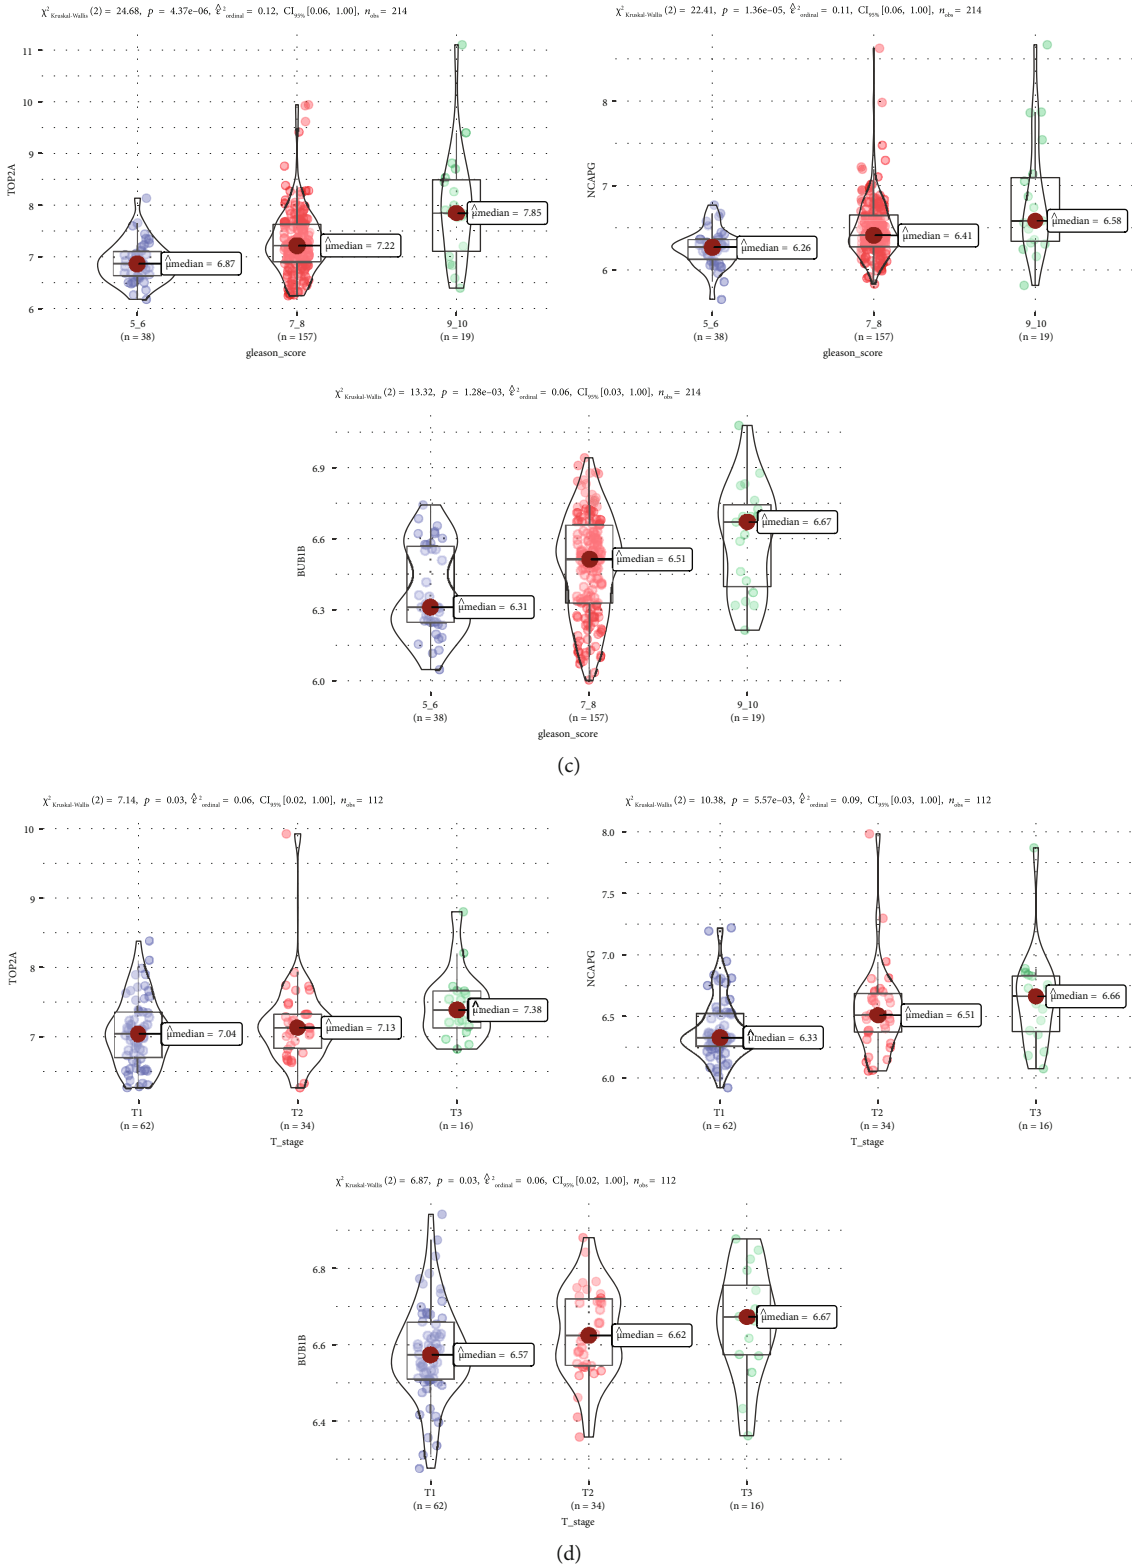 χ²Kruskal-Wallis (2) = 24.68, p = 4.37e–06, ε̂²ordinal = 0.12, CI95% [0.06, 1.00], nobs = 214
TOP2A
11
10
9
8
7
6
μ̂median = 6.87
μ̂median = 7.22
μ̂median = 7.85
5_6
(n = 38)
7_8
(n = 157)
9_10
(n = 19)
gleason_score
χ²Kruskal-Wallis (2) = 22.41, p = 1.36e–05, ε̂²ordinal = 0.11, CI95% [0.06, 1.00], nobs = 214
NCAPG
8
7
6
μ̂median = 6.26
μ̂median = 6.41
μ̂median = 6.58
5_6
(n = 38)
7_8
(n = 157)
9_10
(n = 19)
gleason_score
χ²Kruskal-Wallis (2) = 13.32, p = 1.28e–03, ε̂²ordinal = 0.06, CI95% [0.03, 1.00], nobs = 214
BUB1B
6.9
6.6
6.3
6.0
μ̂median = 6.31
μ̂median = 6.51
μ̂median = 6.67
5_6
(n = 38)
7_8
(n = 157)
9_10
(n = 19)
gleason_score
(c)
χ²Kruskal-Wallis (2) = 7.14, p = 0.03, ε̂²ordinal = 0.06, CI95% [0.02, 1.00], nobs = 112
TOP2A
10
9
8
7
μ̂median = 7.04
μ̂median = 7.13
μ̂median = 7.38
T1
(n = 62)
T2
(n = 34)
T3
(n = 16)
T_stage
χ²Kruskal-Wallis (2) = 10.38, p = 5.57e–03, ε̂²ordinal = 0.09, CI95% [0.03, 1.00], nobs = 112
NCAPG
8.0
7.5
7.0
6.5
6.0
μ̂median = 6.33
μ̂median = 6.51
μ̂median = 6.66
T1
(n = 62)
T2
(n = 34)
T3
(n = 16)
T_stage
χ²Kruskal-Wallis (2) = 6.87, p = 0.03, ε̂²ordinal = 0.06, CI95% [0.02, 1.00], nobs = 112
BUB1B
6.8
6.6
6.4
μ̂median = 6.57
μ̂median = 6.62
μ̂median = 6.67
T1
(n = 62)
T2
(n = 34)
T3
(n = 16)
T_stage
(d)